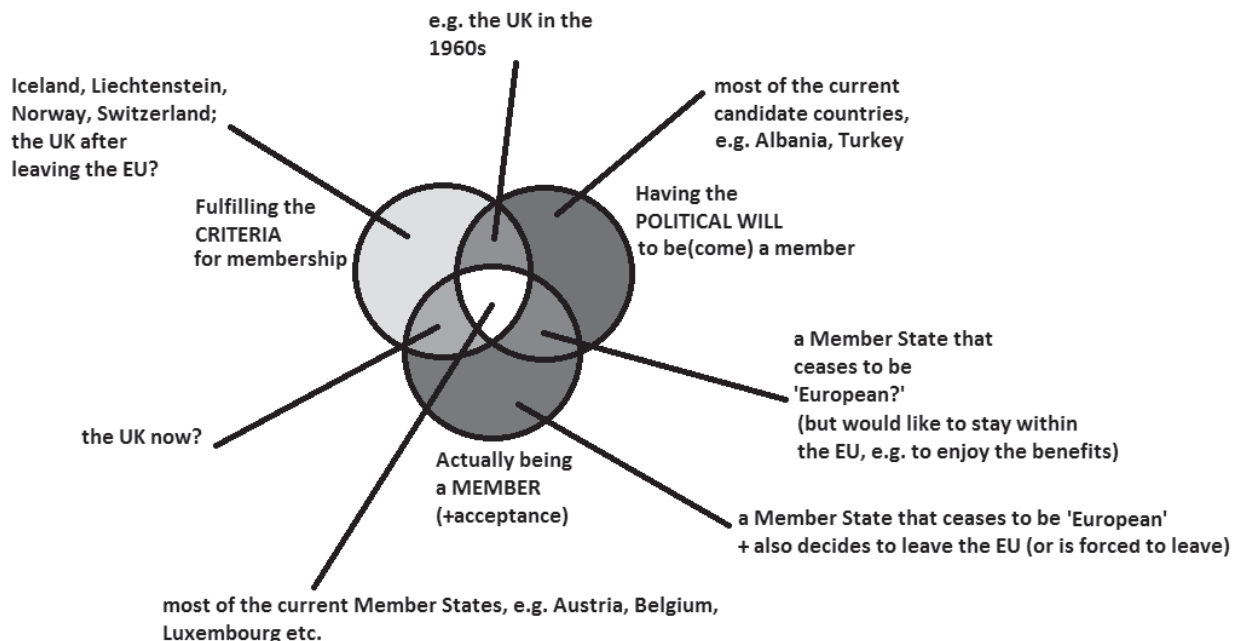 e.g. the UK in the
1960s
Iceland, Liechtenstein,
Norway, Switzerland;
the UK after
leaving the EU?
most of the current
candidate countries,
e.g. Albania, Turkey
Fulfilling the
CRITERIA
for membership
Having the
POLITICAL WILL
to be(come) a member
a Member State that
ceases to be
'European?'
(but would like to stay within
the EU, e.g. to enjoy the benefits)
the UK now?
Actually being
a MEMBER
(+acceptance)
a Member State that ceases to be 'European'
+ also decides to leave the EU (or is forced to leave)
most of the current Member States, e.g. Austria, Belgium,
Luxembourg etc.